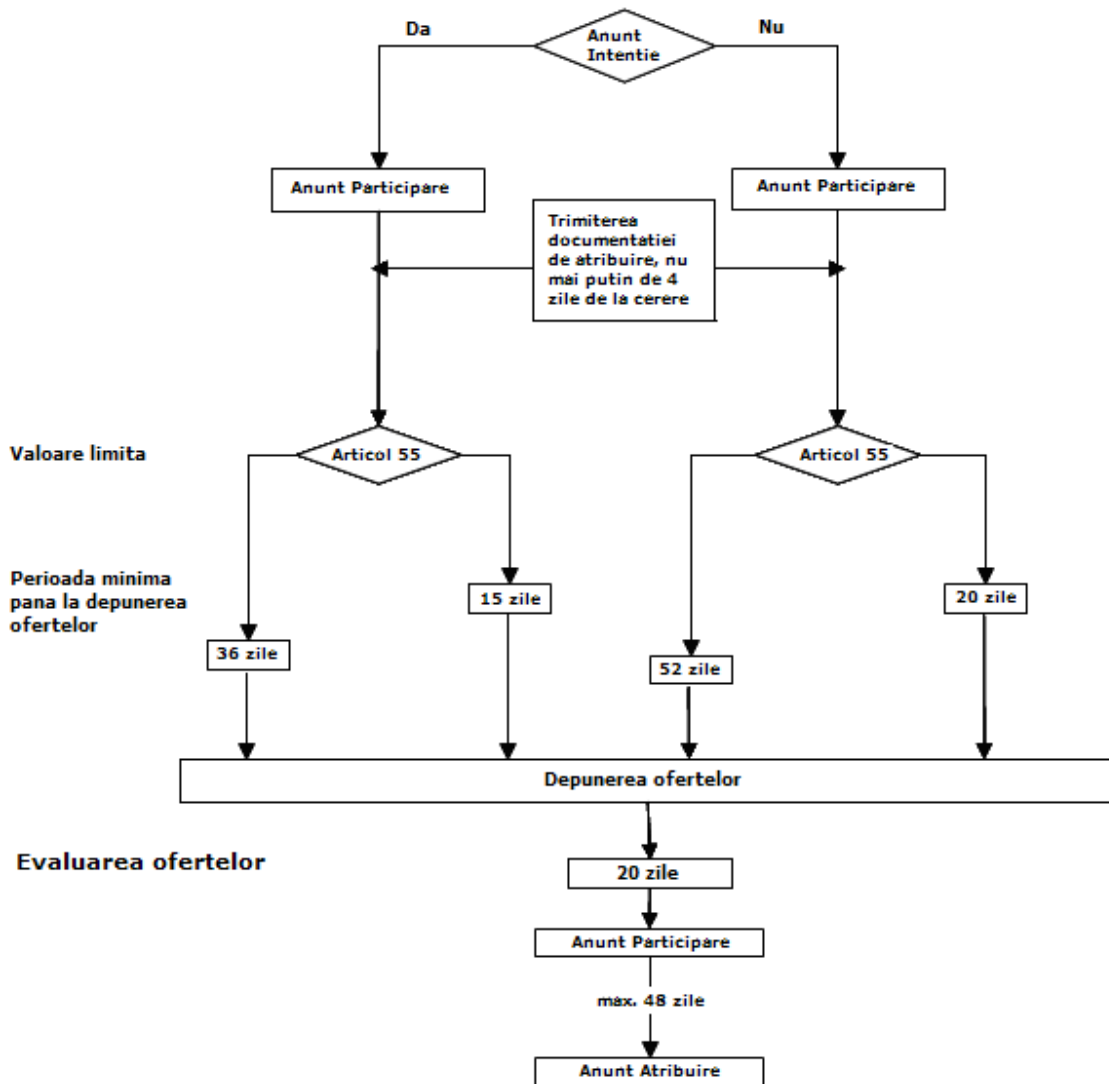 Da
Anunt
Intentie
Nu
Anunt Participare
Anunt Participare
Trimiterea
documentatiei
de atribuire, nu
mai putin de 4
zile de la cerere
Valoare limita
Articol 55
Articol 55
Perioada minima
pana la depunerea
ofertelor
15 zile
20 zile
36 zile
52 zile
Depunerea ofertelor
Evaluarea ofertelor
20 zile
Anunt Participare
max. 48 zile
Anunt Atribuire